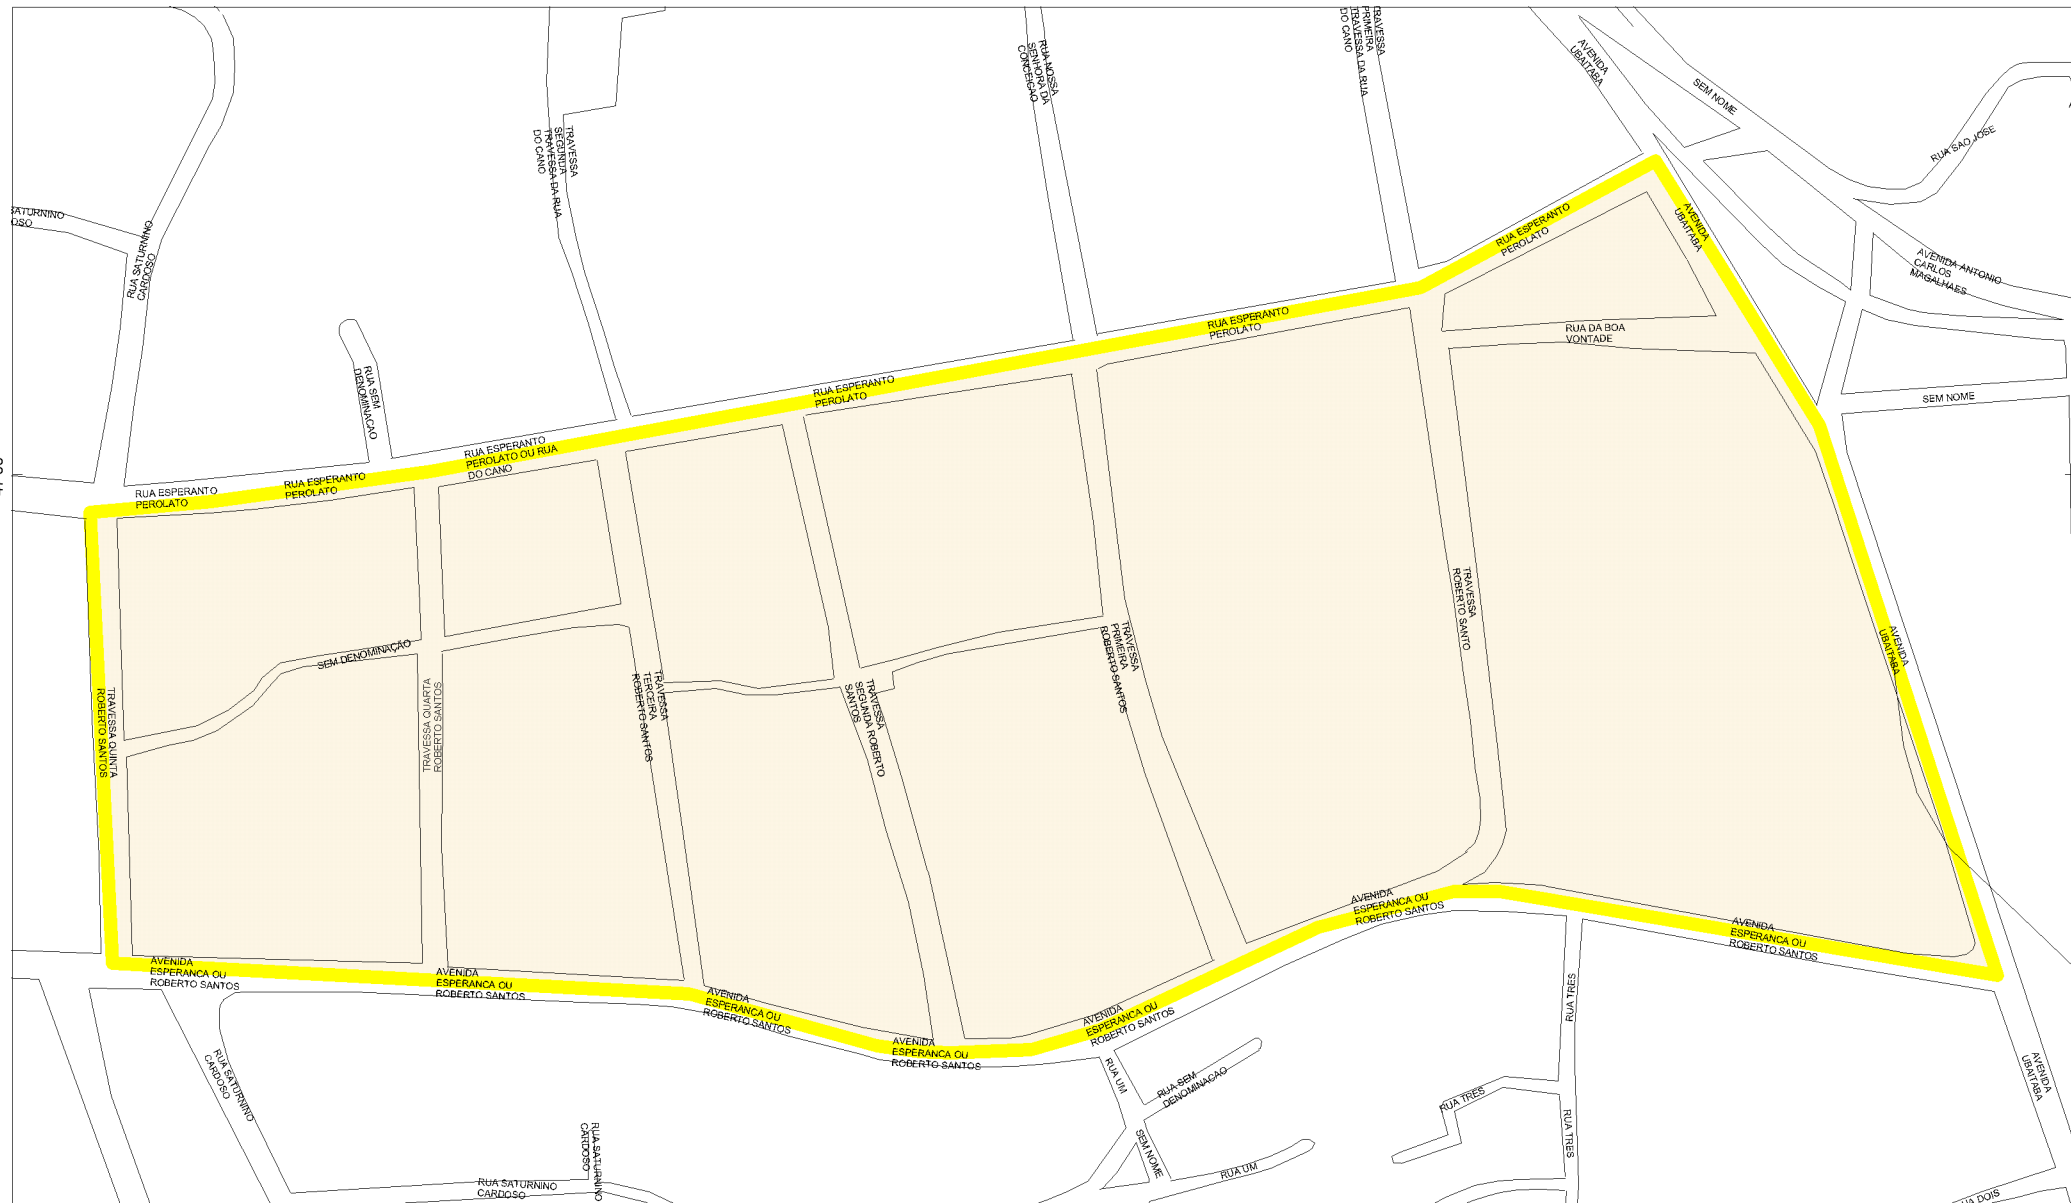 RUA NOSSA
SENHORA DA
CONCEICAO
TRAVESSA
PRIMEIRA
TRAVESSA DA RUA
DO CANO
AVENIDA
UBAITABA
SEM NOME
RUA SAO JOSE
TRAVESSA
SEGUNDA
TRAVESSA DA RUA
DO CANO
SATURNINO
OSO
RUA SATURNINO
CARDOSO
RUA ESPERANTO
PEROLATO
AVENIDA
UBAITABA
AVENIDA ANTONIO
CARLOS
MAGALHAES
RUA ESPERANTO
PEROLATO
RUA DA BOA
VONTADE
RUA SEM
DENOMINACAO
RUA ESPERANTO
PEROLATO
SEM NOME
RUA ESPERANTO
PEROLATO OU RUA
DO CANO
RUA ESPERANTO
PEROLATO
RUA ESPERANTO
PEROLATO
TRAVESSA
ROBERTO SANTO
SEM DENOMINAÇÃO
TRAVESSA
PRIMEIRA
ROBERTO SANTOS
AVENIDA
UBAITABA
TRAVESSA QUINTA
ROBERTO SANTOS
TRAVESSA QUARTA
ROBERTO SANTOS
TRAVESSA
TERCEIRA
ROBERTO SANTOS
TRAVESSA
SEGUNDA ROBERTO
SANTOS
AVENIDA
ESPERANCA OU
ROBERTO SANTOS
AVENIDA
ESPERANCA OU
ROBERTO SANTOS
AVENIDA
ESPERANCA OU
ROBERTO SANTOS
AVENIDA
ESPERANCA OU
ROBERTO SANTOS
AVENIDA
ESPERANCA OU
ROBERTO SANTOS
AVENIDA
ESPERANCA OU
ROBERTO SANTOS
AVENIDA
ESPERANCA OU
ROBERTO SANTOS
RUA TRES
RUA SATURNINO
CARDOSO
RUA UM
RUA SEM
DENOMINACAO
RUA TRES
AVENIDA
UBAITABA
RUA TRES
RUA SATURNINO
CARDOSO
SEM NOME
RUA UM
RUA SATURNINO
CARDOSO
UA DOIS